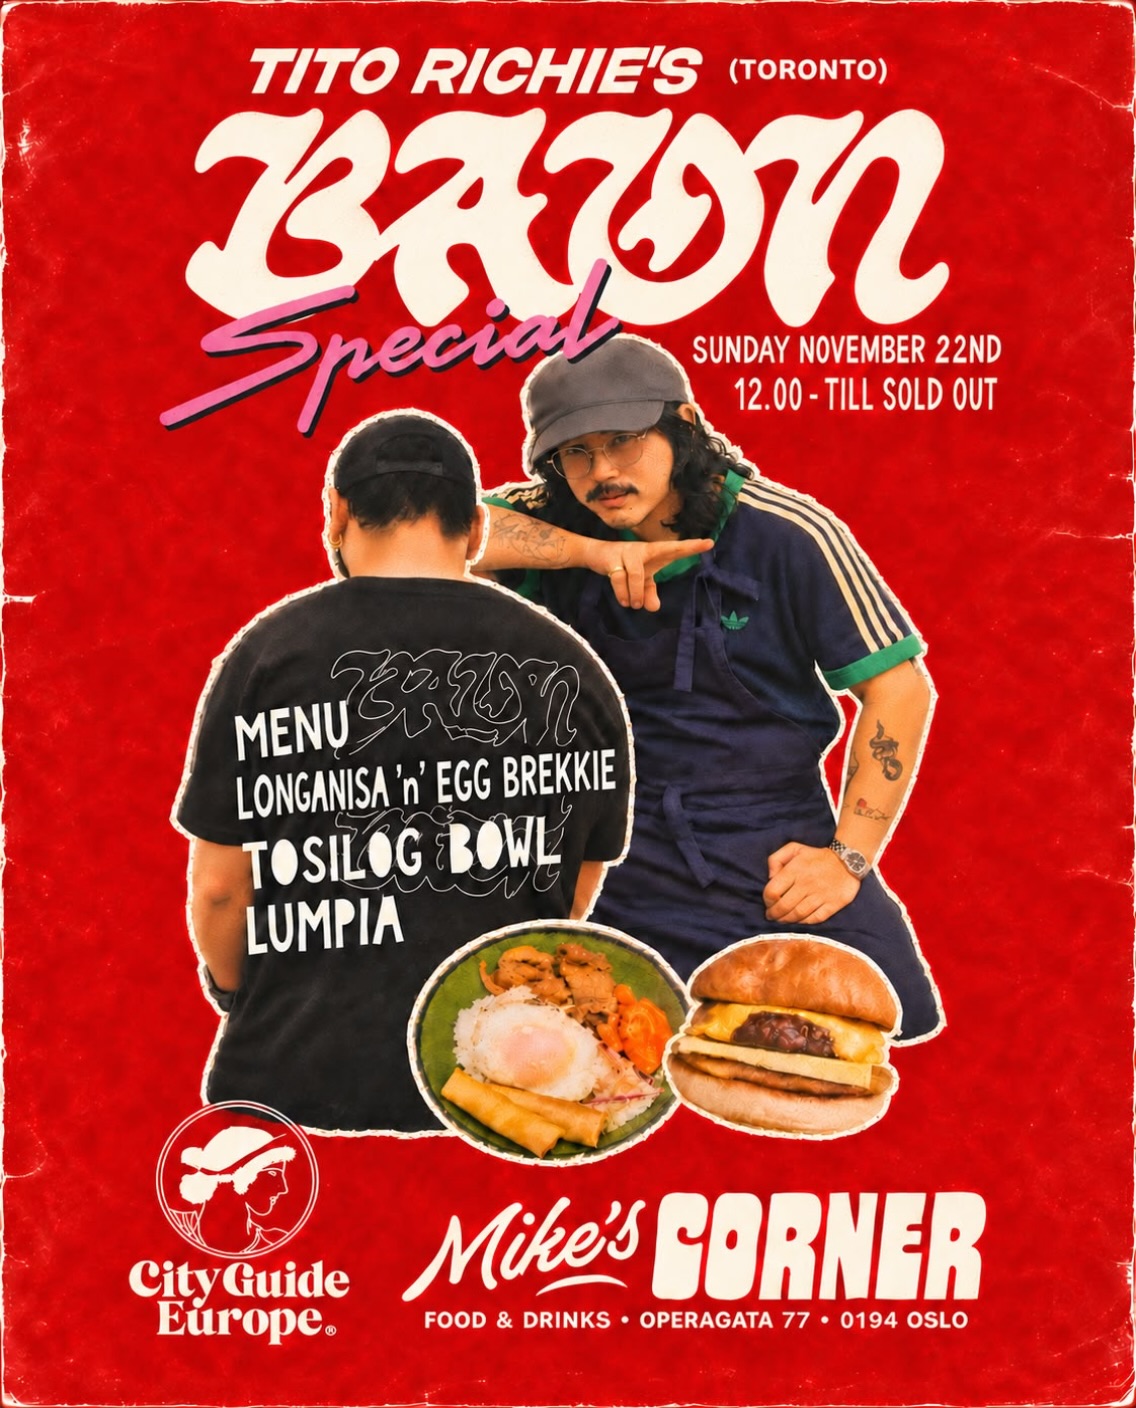 TITO RICHIE'S (TORONTO)
BAON
Special
SUNDAY NOVEMBER 22ND
12.00 - TILL SOLD OUT
BAON
MENU
LONGANISA 'n' EGG BREKKIE
TOSILOG BOWL
LUMPIA
City Guide
Europe®
Mike's CORNER
FOOD & DRINKS • OPERAGATA 77 • 0194 OSLO